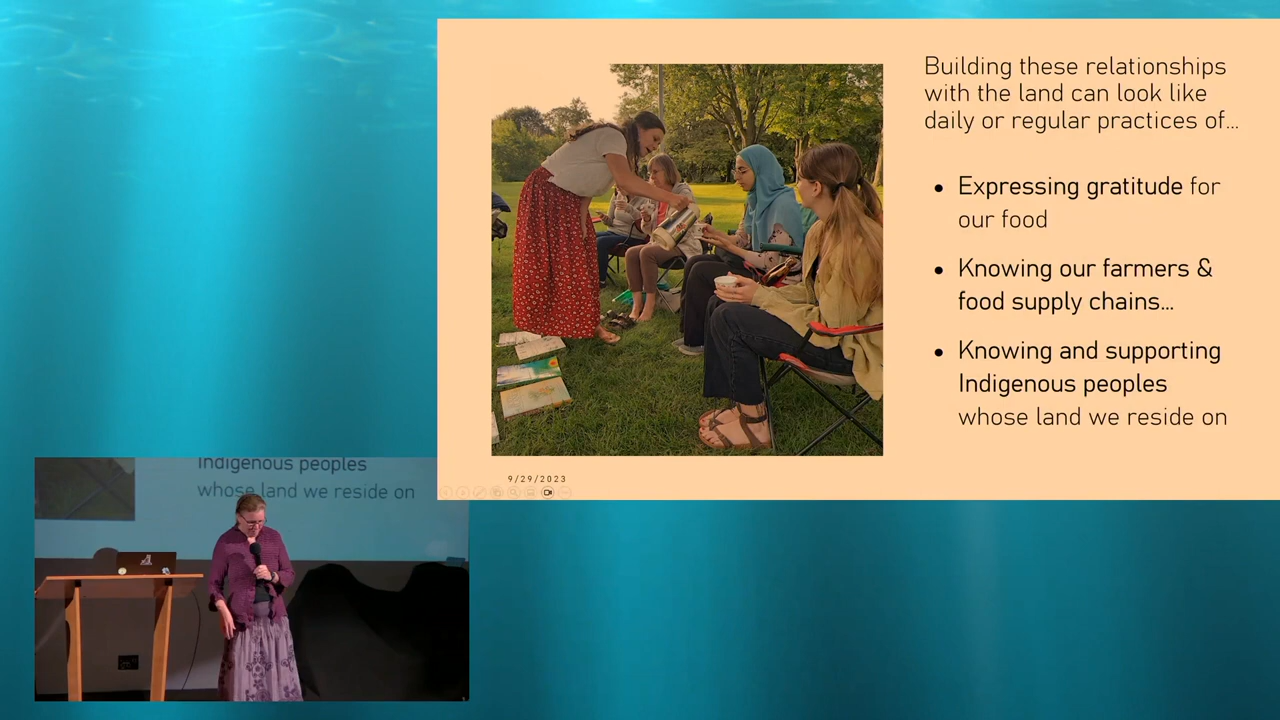 Building these relationships
with the land can look like
daily or regular practices of...
Expressing gratitude for
our food
Knowing our farmers &
food supply chains...
Knowing and supporting
Indigenous peoples
whose land we reside on
9/29/2023
Indigenous peoples
whose land we reside on